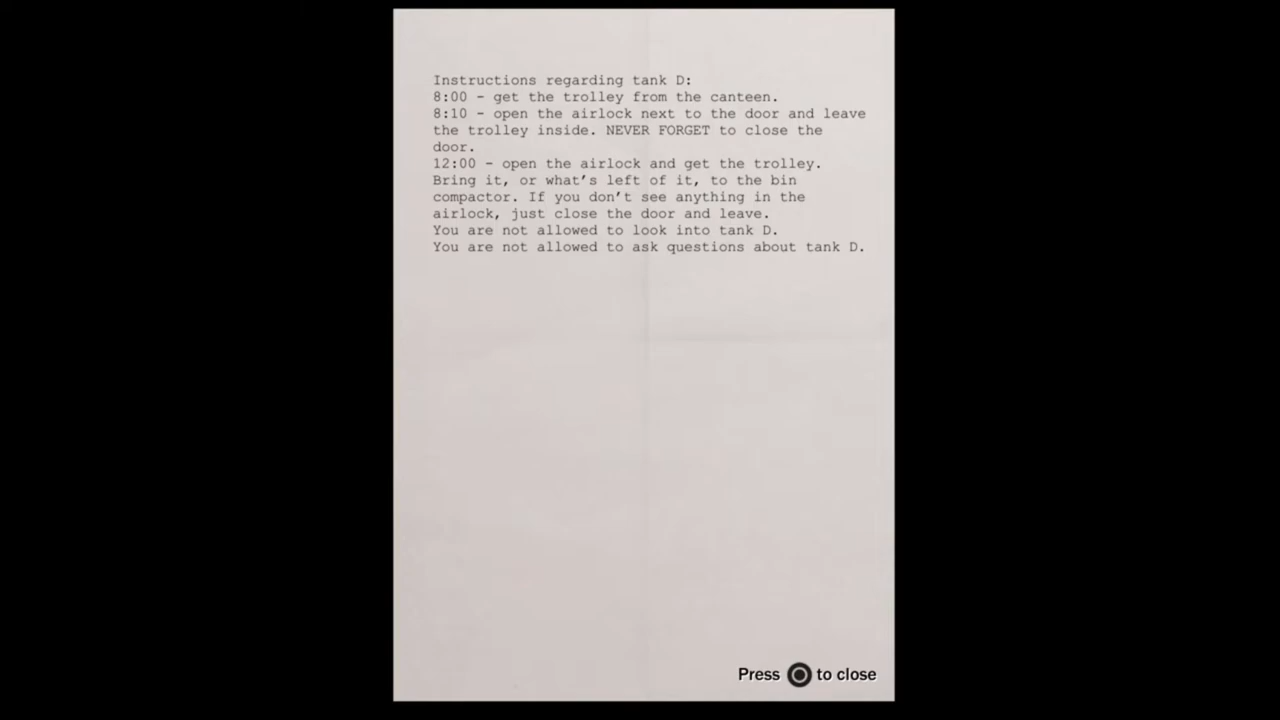 Instructions regarding tank D:
8:00 - get the trolley from the canteen.
8:10 - open the airlock next to the door and leave
the trolley inside. NEVER FORGET to close the
door.
12:00 - open the airlock and get the trolley.
Bring it, or what's left of it, to the bin
compactor. If you don't see anything in the
airlock, just close the door and leave.
You are not allowed to look into tank D.
You are not allowed to ask questions about tank D.
Press to close